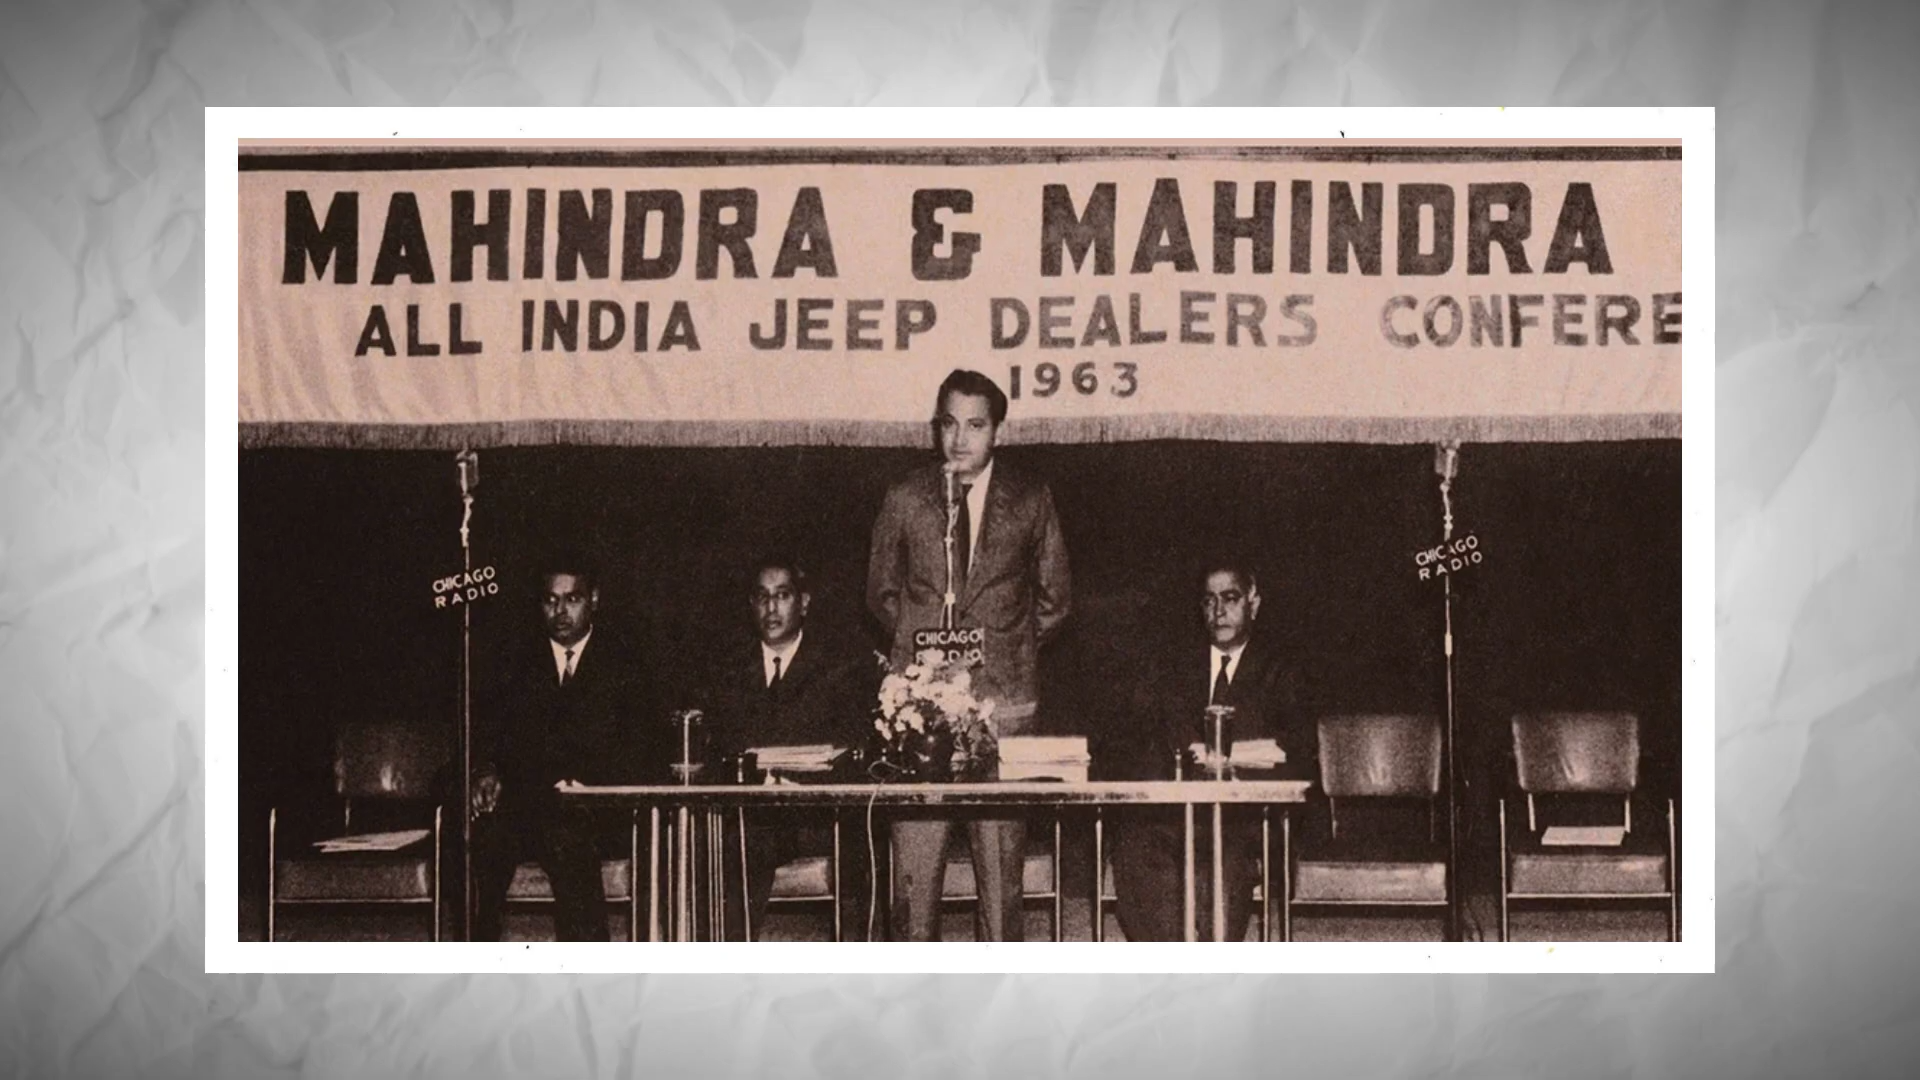 MAHINDRA & MAHINDRA
ALL INDIA JEEP DEALERS CONFERE
1963
CHICAGO
RADIO
CHICAGO
RADIO
CHICAGO
RADIO